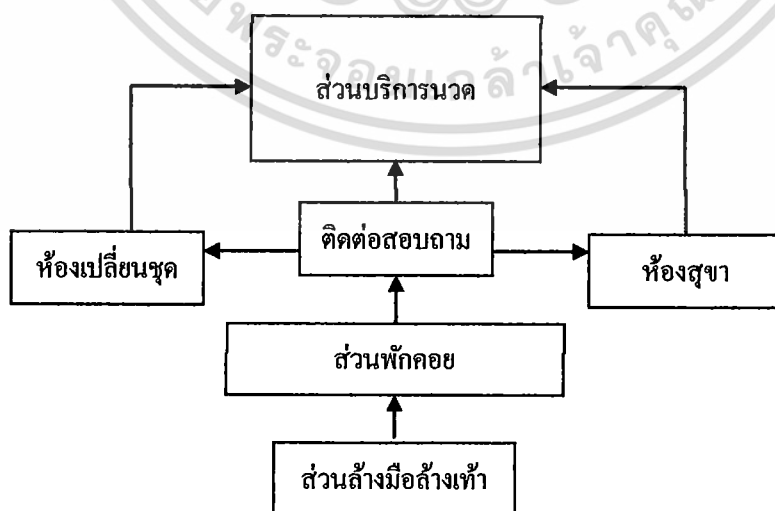 ส่วนบริการนวด
ติดต่อสอบถาม
ห้องเปลี่ยนชุด
ห้องสุขา
ส่วนพักคอย
ส่วนล้างมือล้างเท้า